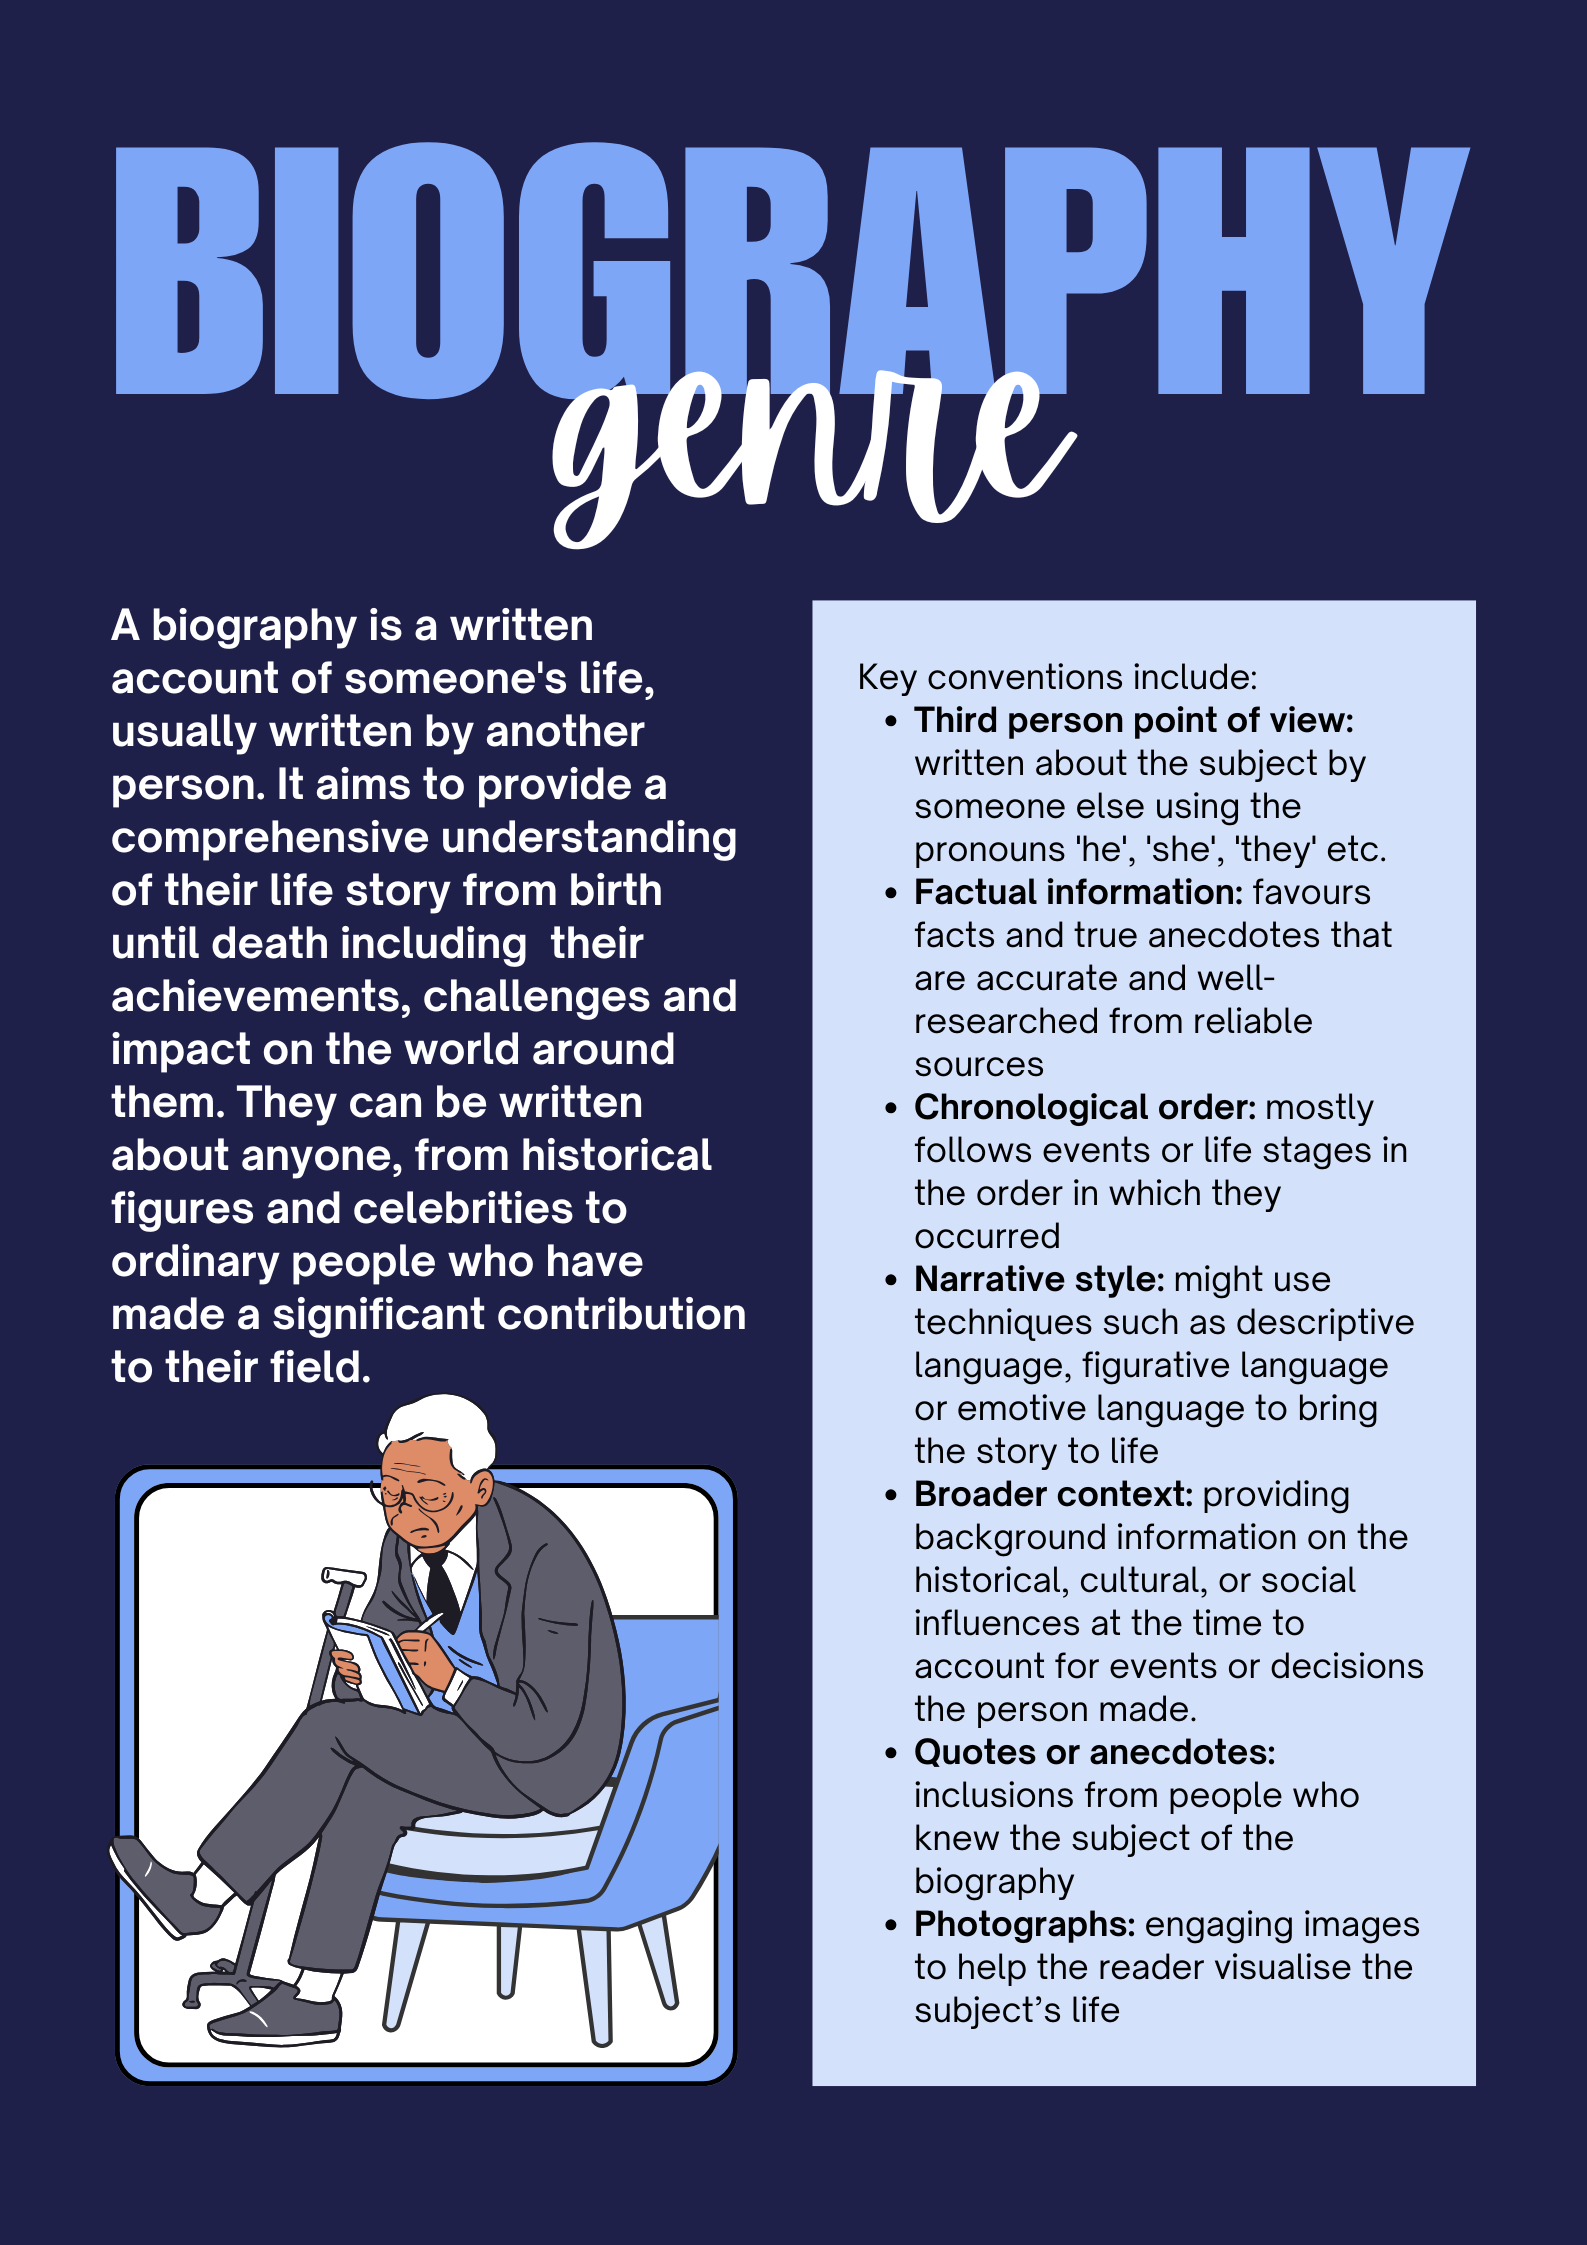 BIOGRAPHY
genre
A biography is a written
account of someone's life,
usually written by another
person. It aims to provide a
comprehensive understanding
of their life story from birth
until death including  their
achievements, challenges and
impact on the world around
them. They can be written
about anyone, from historical
figures and celebrities to
ordinary people who have
made a significant contribution
to their field.
Key conventions include:
• Third person point of view:
written about the subject by
someone else using the
pronouns 'he', 'she', 'they' etc.
• Factual information: favours
facts and true anecdotes that
are accurate and well-
researched from reliable
sources
• Chronological order: mostly
follows events or life stages in
the order in which they
occurred
• Narrative style: might use
techniques such as descriptive
language, figurative language
or emotive language to bring
the story to life
• Broader context: providing
background information on the
historical, cultural, or social
influences at the time to
account for events or decisions
the person made.
• Quotes or anecdotes:
inclusions from people who
knew the subject of the
biography
• Photographs: engaging images
to help the reader visualise the
subject’s life